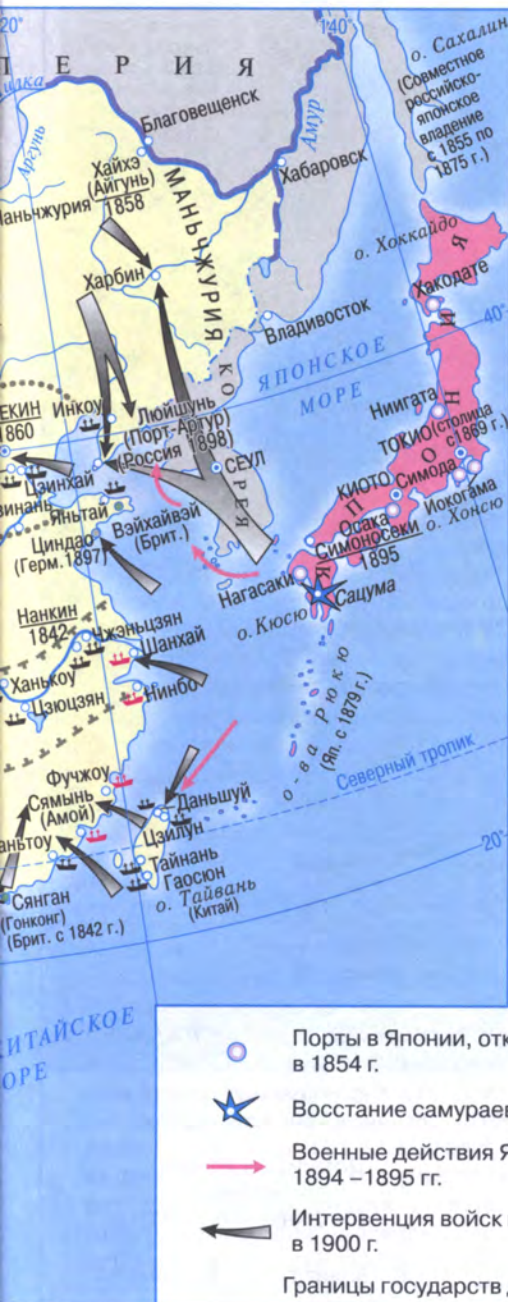 20°
140°
о. Сахалин
(Совместное
российско-
японское
владение
с 1855 по
1875 г.)
П Е Р И Я
Аргунь
Благовещенск
Амур
Хайхэ
(Айгунь)
1858
Хабаровск
МАНЬЧЖУРИЯ
о. Хоккайдо
Харбин
Хакодате
Владивосток
40°
ЯПОНСКОЕ
МОРЕ
КОРЕЯ
ЯПОНИЯ
Инкоу
1860
Люйшунь
(Порт-Артур)
(Россия
1898)
СЕУЛ
Ниигата
ТОКИО (столица
с 1869 г.)
Симода
КИОТО
Иокогама
Осака
о. Хонсю
Симоносеки
1895
Цзинхай
Яньтай
Вэйхайвэй
(Брит.)
Циндао
(Герм. 1897)
Нагасаки
Сацума
о. Кюсю
Нанкин
1842
Чжэньцзян
Шанхай
Ханькоу
Нинбо
Цзюцзян
о-ва Рюкю
(Яп. с 1879 г.)
Северный тропик
Фучжоу
Сямынь
(Амой)
Даньшуй
Цзилун
20°
Тайнань
Гаосюн
о. Тайвань
(Китай)
Сянган
(Гонконг)
(Брит. с 1842 г.)
КИТАЙСКОЕ
ОРЕ
Порты в Японии, отк
в 1854 г.
Восстание самураев
Военные действия Я
1894 – 1895 гг.
Интервенция войск
в 1900 г.
Границы государств